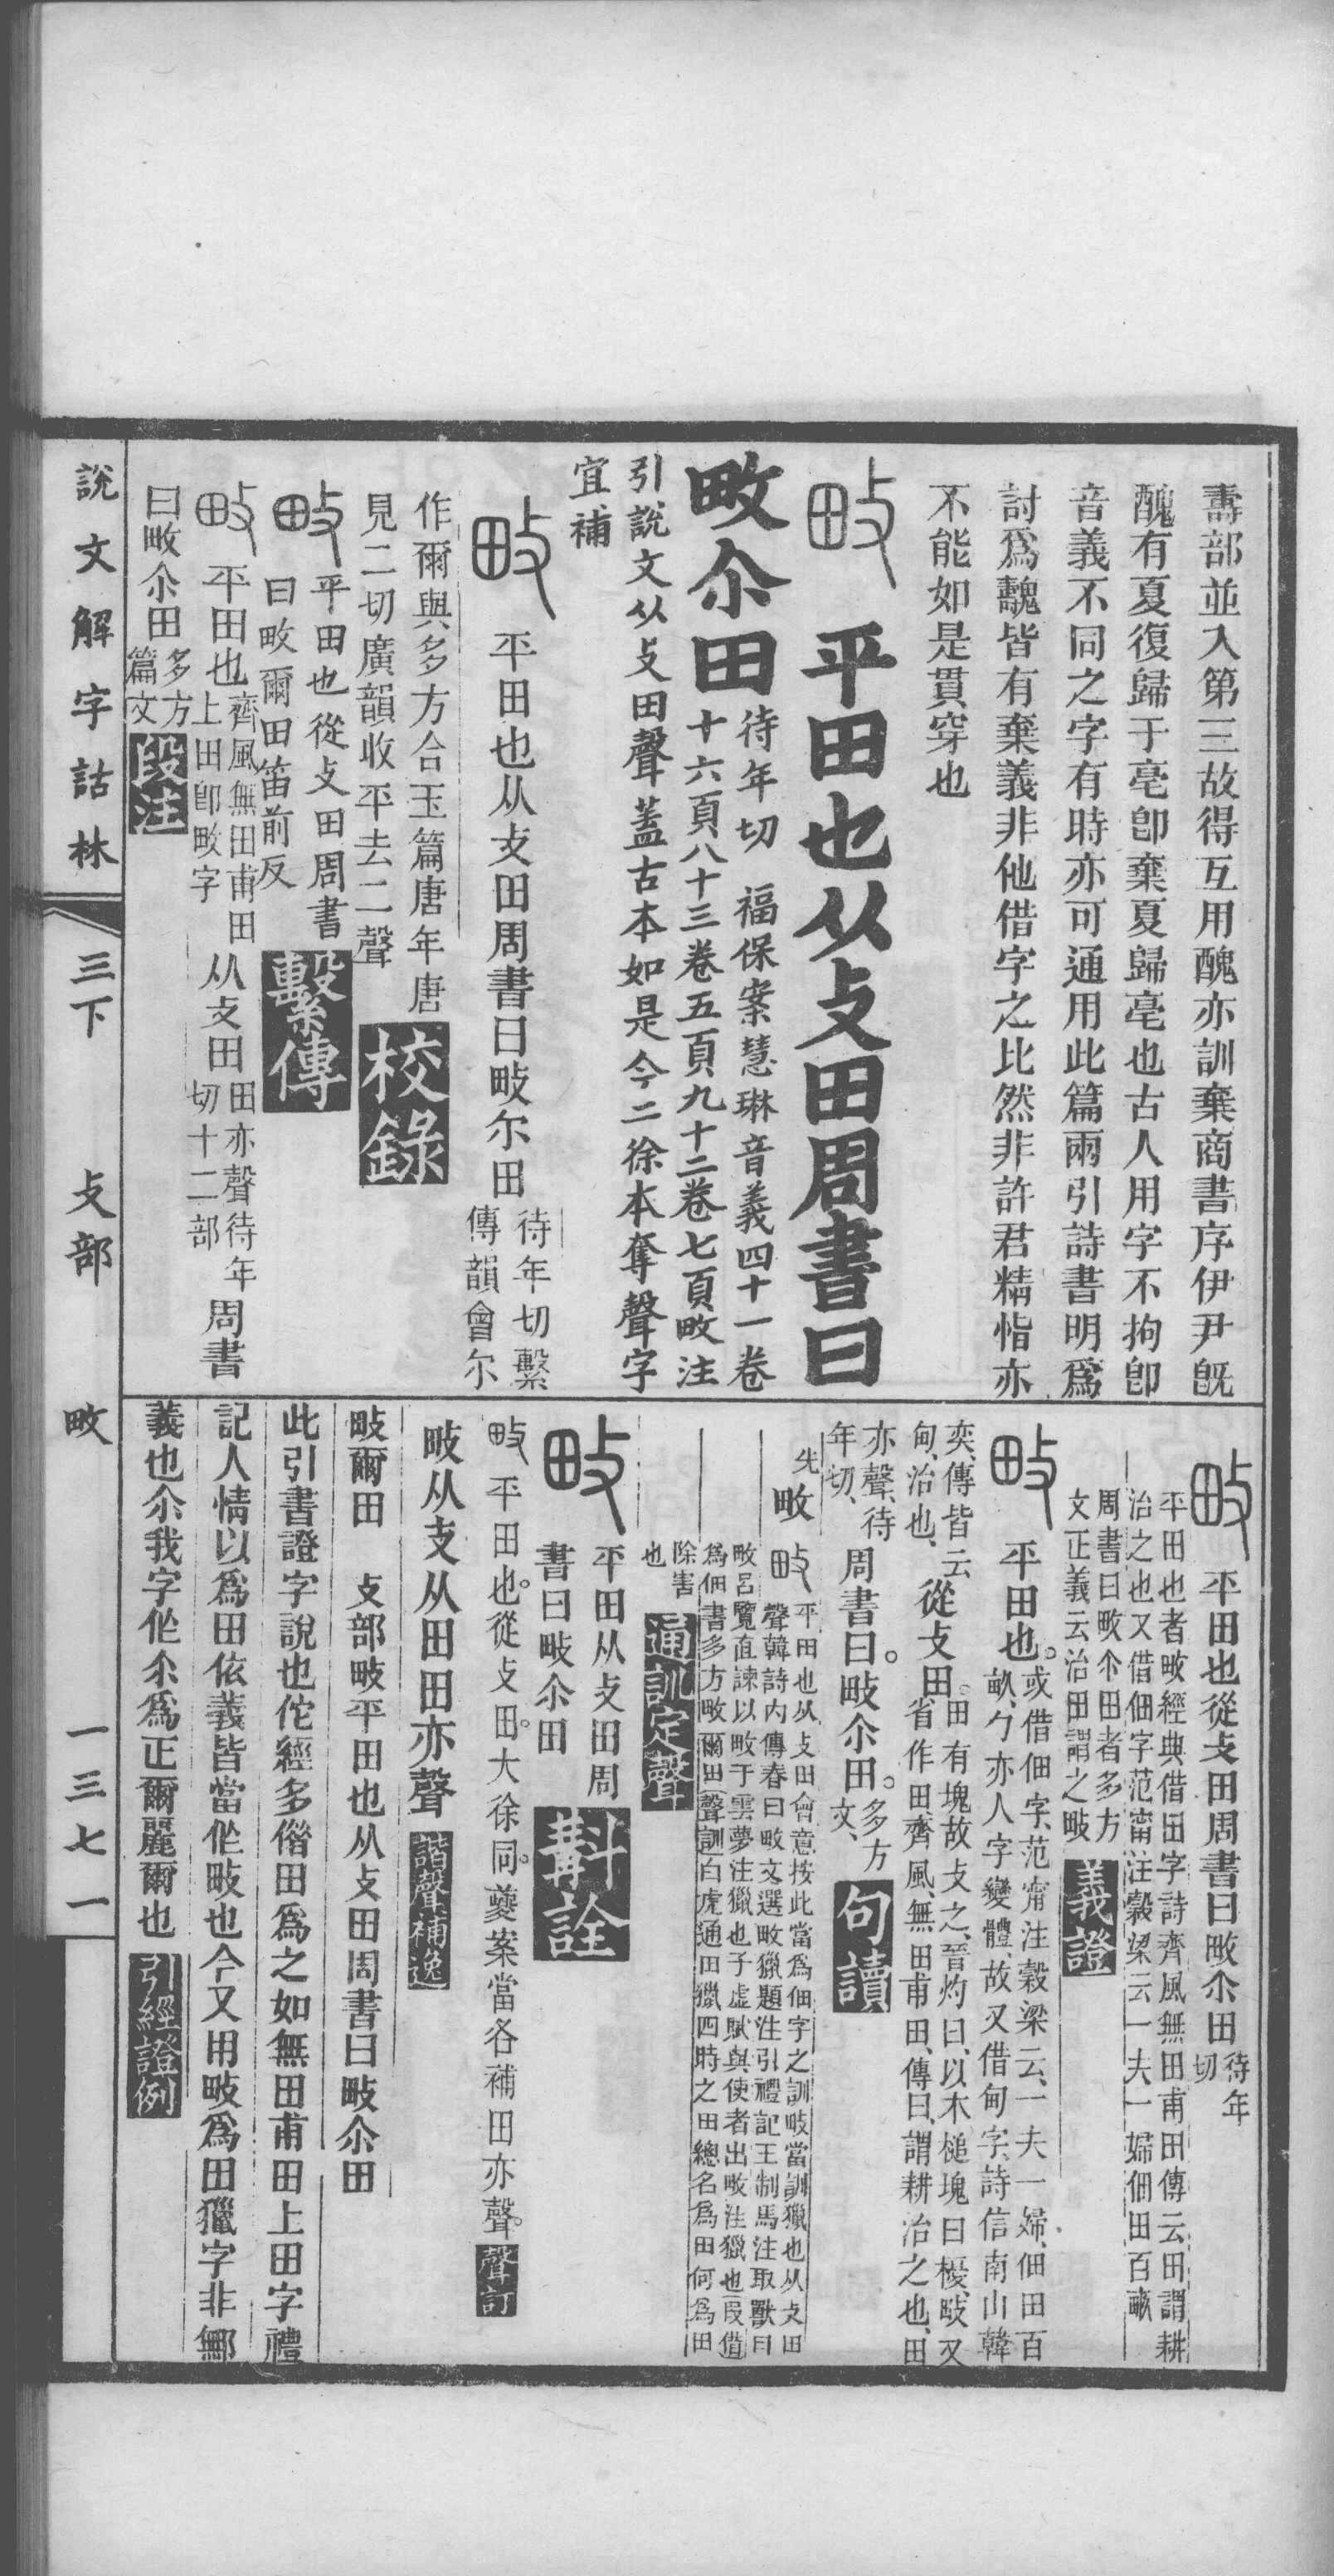 壽部並入第三故得互用醜亦訓棄商書序伊尹旣
醜有夏復歸于亳卽棄夏歸亳也古人用字不拘卽
音義不同之字有時亦可通用此篇兩引詩書明爲
討爲魗皆有棄義非他借字之比然非許君精恉亦
不能如是貫穿也
畋 平田也从攴田周書曰
畋尒田
待年切 福保案慧琳音義四十一卷
十六頁八十三卷五頁九十二卷七頁畋注
引說文从攴田聲蓋古本如是今二徐本奪聲字
宜補
畋 平田也从攴田周書曰畋尔田
待年切繫
傳韻會尔
作爾與多方合玉篇唐年唐
見二切廣韻收平去二聲
校錄
畋 平田也從攴田周書
曰畋爾田笛前反
繫傳
畋 平田也
齊風無田甫田
上田卽畋字
从攴田
田亦聲待年
切十二部
周書
曰畋尒田
多方
篇文
段注
畋 平田也從攴田周書曰畋尒田
待年
切
平田也者畋經典借田字詩齊風無田甫田傳云田謂耕
治之也又借佃字范甯注穀梁云一夫一婦佃田百畝
周書曰畋尒田者多方
文正義云治田謂之畋
義證
畋 平田也。
或借佃字、范甯注穀梁云、一夫一婦、佃田百
畝、勹亦人字變體、故又借甸字、詩信南山韓
奕、傳皆云
甸、治也、
從攴田。
田有塊故攴之、晉灼曰、以木槌塊曰櫌、畋又
省作田齊風、無田甫田、傳曰、謂耕治之也、田
亦聲、待
年切、
周書曰。畋尒田。
多方
文、
句讀
先 畋
畋 平田也从攴田會意按此當爲佃字之訓畋當訓獵也从攴田
聲韓詩內傳春曰畋文選畋獵題注引禮記王制馬注取獸曰
畋呂覽直諫以畋于雲夢注獵也子虛賦與使者出畋注獵也叚借
爲佃書多方畋爾田聲訓白虎通田獵四時之田總名爲田何爲田
除害
也
通訓定聲
畋 平田从攴田周
書曰畋尒田
斠詮
畋 平田也。從攴田。大徐同。夔案當各補田亦聲。
聲訂
畋从攴从田田亦聲
諧聲補逸
畋爾田 攴部畋平田也从攴田周書曰畋尒田
此引書證字說也佗經多僭田爲之如無田甫田上田字禮
記人情以爲田依義皆當作畋也今又用畋爲田獵字非鄦
義也尒我字作尒爲正爾麗爾也
引經證例
說文解字詁林 三下 攴部 畋 一三七一